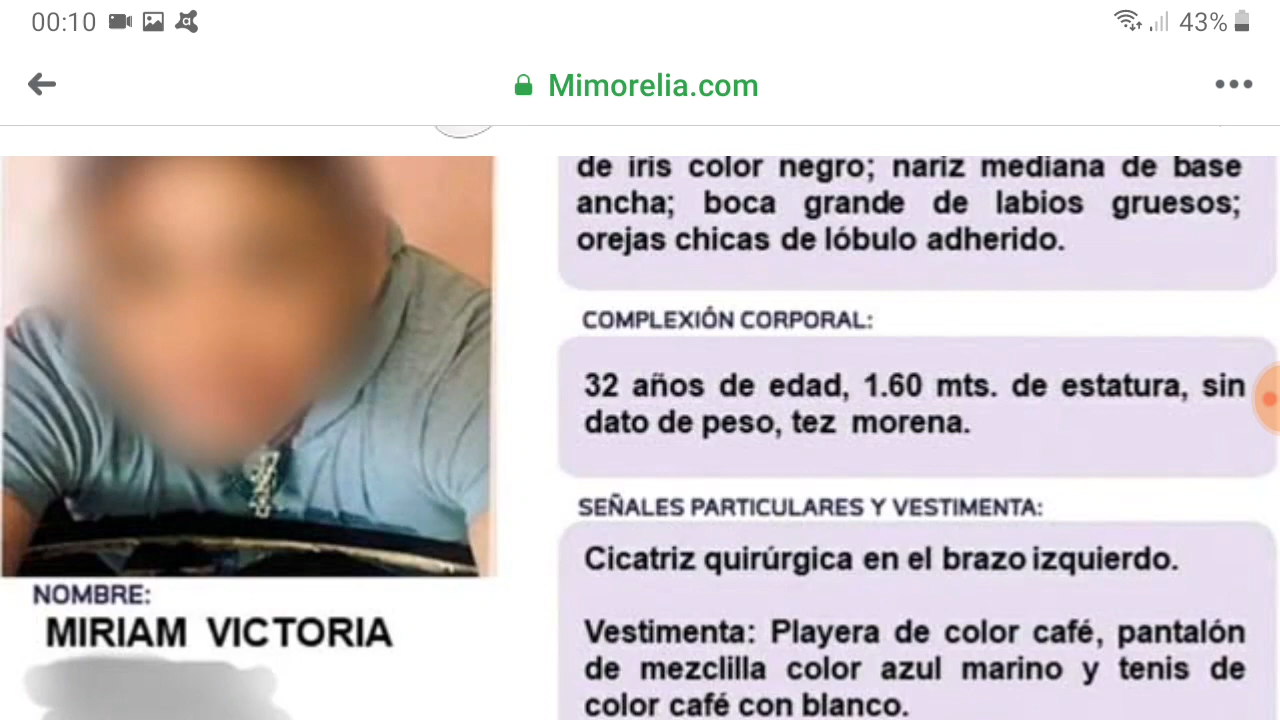 00:10
43%
Mimorelia.com
de iris color negro; nariz mediana de base
ancha; boca grande de labios gruesos;
orejas chicas de lóbulo adherido.
COMPLEXIÓN CORPORAL:
32 años de edad, 1.60 mts. de estatura, sin
dato de peso, tez morena.
SEÑALES PARTICULARES Y VESTIMENTA:
Cicatriz quirúrgica en el brazo izquierdo.
Vestimenta: Playera de color café, pantalón
de mezclilla color azul marino y tenis de
color café con blanco.
NOMBRE:
MIRIAM VICTORIA